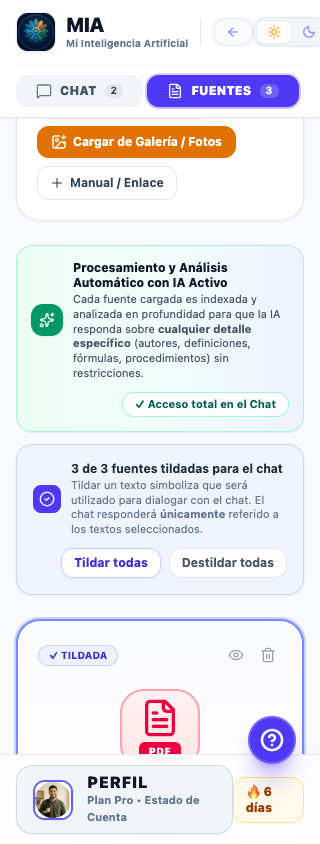 MIA
Mi Inteligencia Artificial
CHAT 2
FUENTES 3
Cargar de Galería / Fotos
Manual / Enlace
Procesamiento y Análisis
Automático con IA Activo
Cada fuente cargada es indexada y
analizada en profundidad para que la IA
responda sobre cualquier detalle
específico (autores, definiciones,
fórmulas, procedimientos) sin
restricciones.
✓ Acceso total en el Chat
3 de 3 fuentes tildadas para el chat
Tildar un texto simboliza que será
utilizado para dialogar con el chat. El
chat responderá únicamente referido a
los textos seleccionados.
Tildar todas
Destildar todas
✓ TILDADA
PDF
PERFIL
Plan Pro • Estado de
Cuenta
🔥 6
días